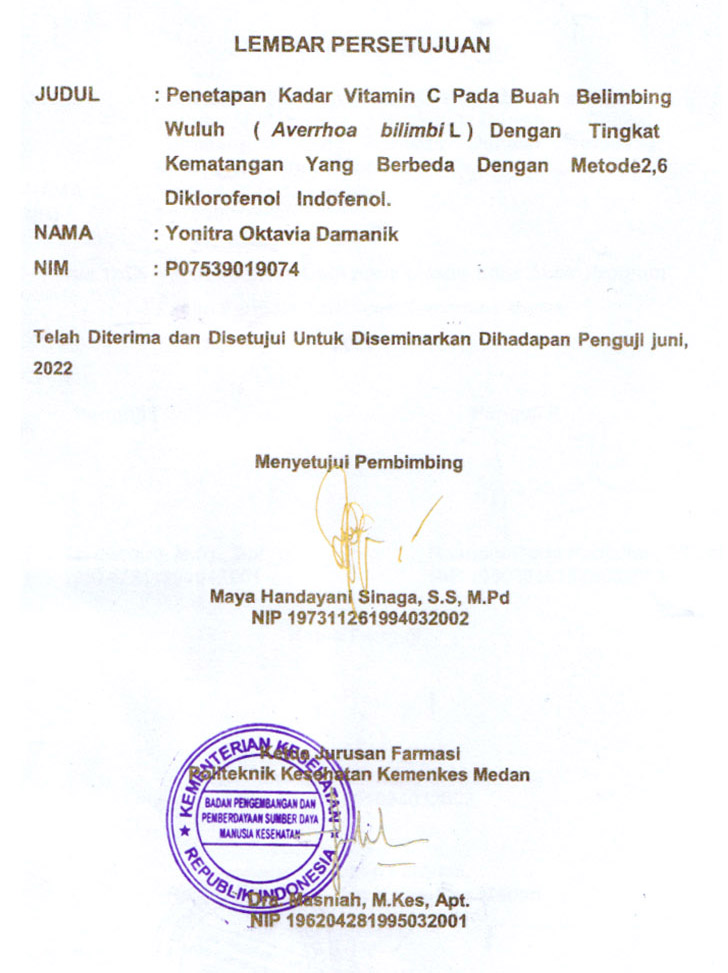 LEMBAR PERSETUJUAN
JUDUL : Penetapan Kadar Vitamin C Pada Buah Belimbing
Wuluh ( Averrhoa bilimbi L ) Dengan Tingkat
Kematangan Yang Berbeda Dengan Metode2,6
Diklorofenol Indofenol.
NAMA : Yonitra Oktavia Damanik
NIM : P07539019074
Telah Diterima dan Disetujui Untuk Diseminarkan Dihadapan Penguji juni,
2022
Menyetujui Pembimbing
Maya Handayani Sinaga, S.S, M.Pd
NIP 197311261994032002
Ketua Jurusan Farmasi
Politeknik Kesehatan Kemenkes Medan
KEMENTERIAN KESEHATAN
BADAN PENGEMBANGAN DAN
PEMBERDAYAAN SUMBER DAYA
MANUSIA KESEHATAN
REPUBLIK INDONESIA
Dra. Masniah, M.Kes, Apt.
NIP 196204281995032001